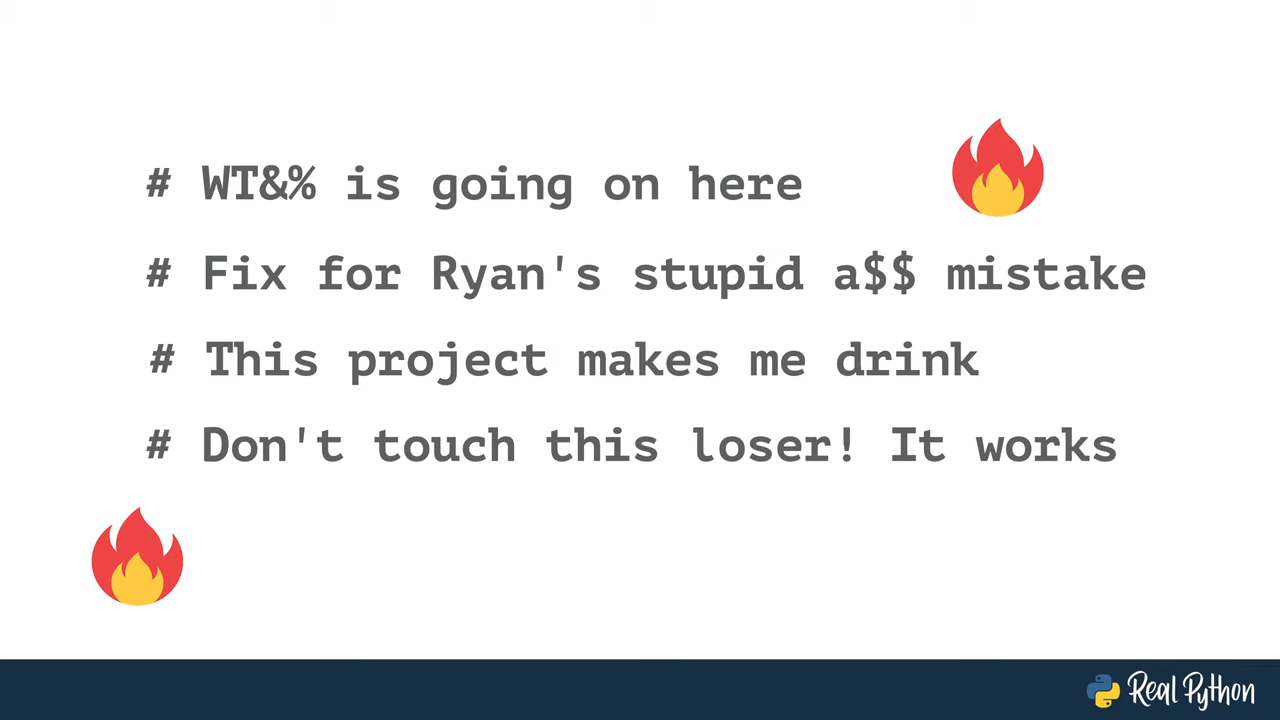 # WT&% is going on here
# Fix for Ryan's stupid a$$ mistake
# This project makes me drink
# Don't touch this loser! It works
Real Python